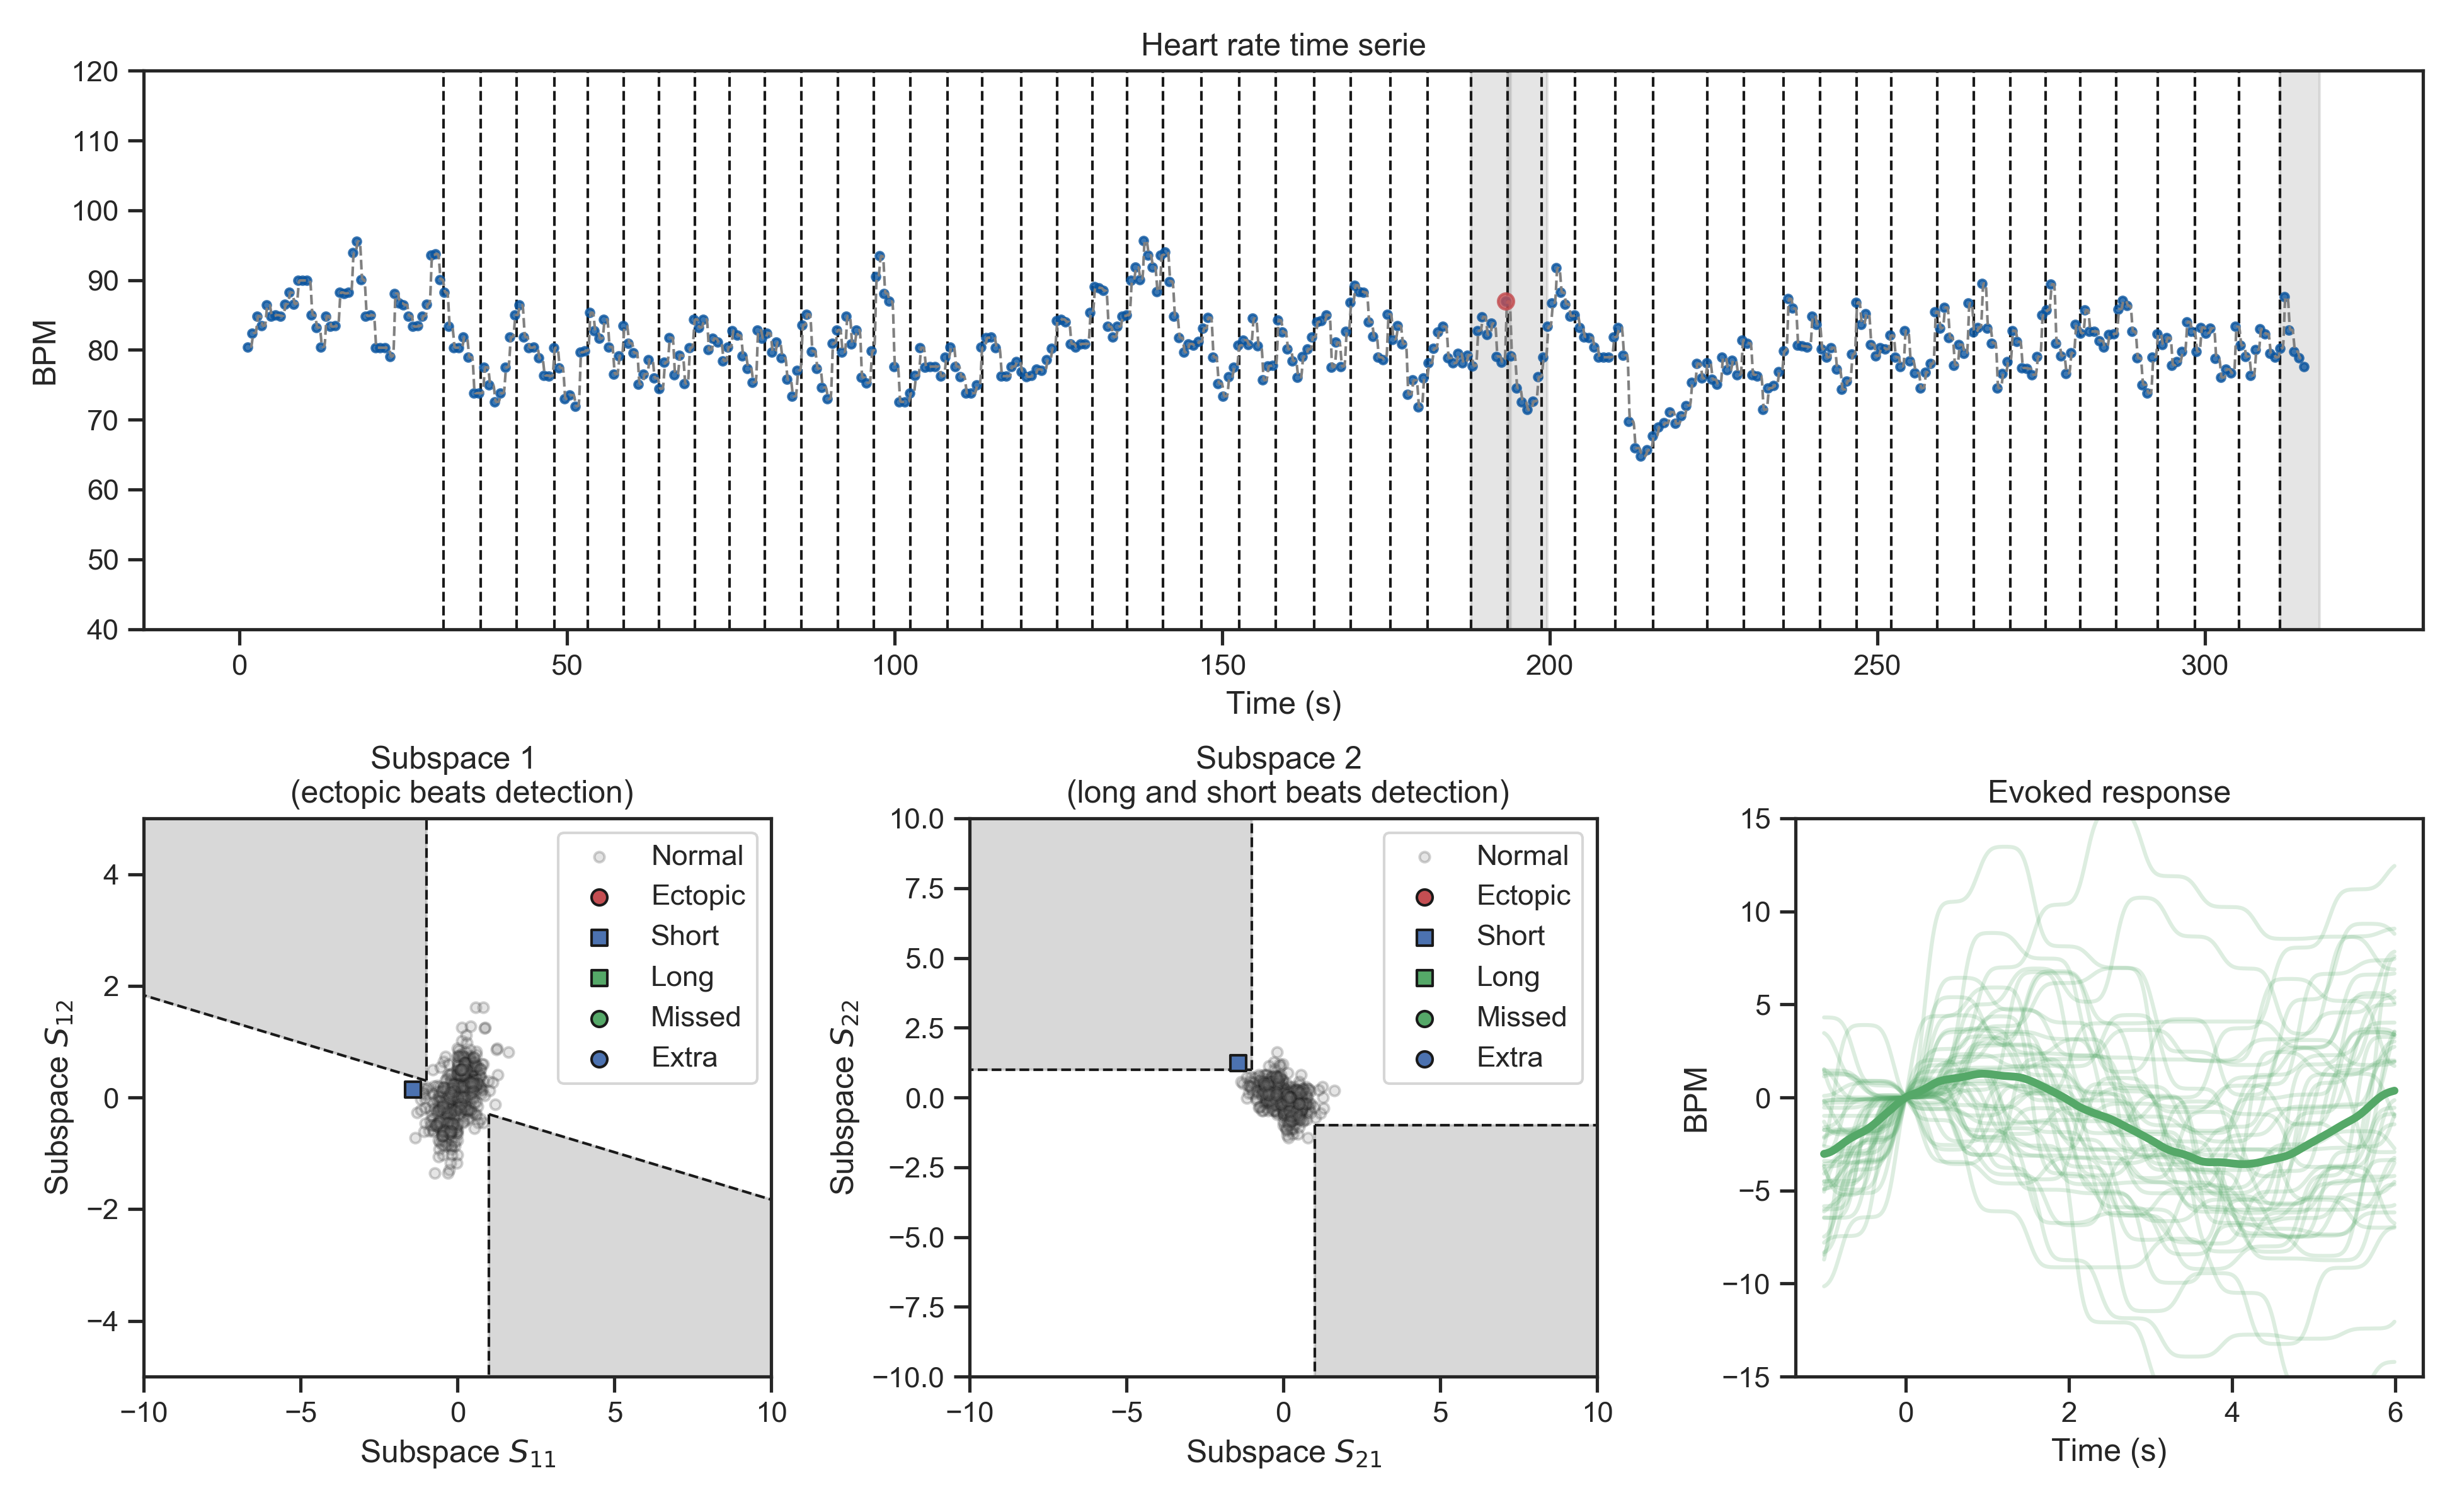 Heart rate time serie
120
110
100
90
80
70
60
50
40
BPM
0 50 100 150 200 250 300
Time (s)
Subspace 1
(ectopic beats detection)
4
2
0
−2
−4
Subspace S12
Normal
Ectopic
Short
Long
Missed
Extra
−10 −5 0 5 10
Subspace S11
Subspace 2
(long and short beats detection)
10.0
7.5
5.0
2.5
0.0
−2.5
−5.0
−7.5
−10.0
Subspace S22
Normal
Ectopic
Short
Long
Missed
Extra
−10 −5 0 5 10
Subspace S21
Evoked response
15
10
5
0
−5
−10
−15
BPM
0 2 4 6
Time (s)